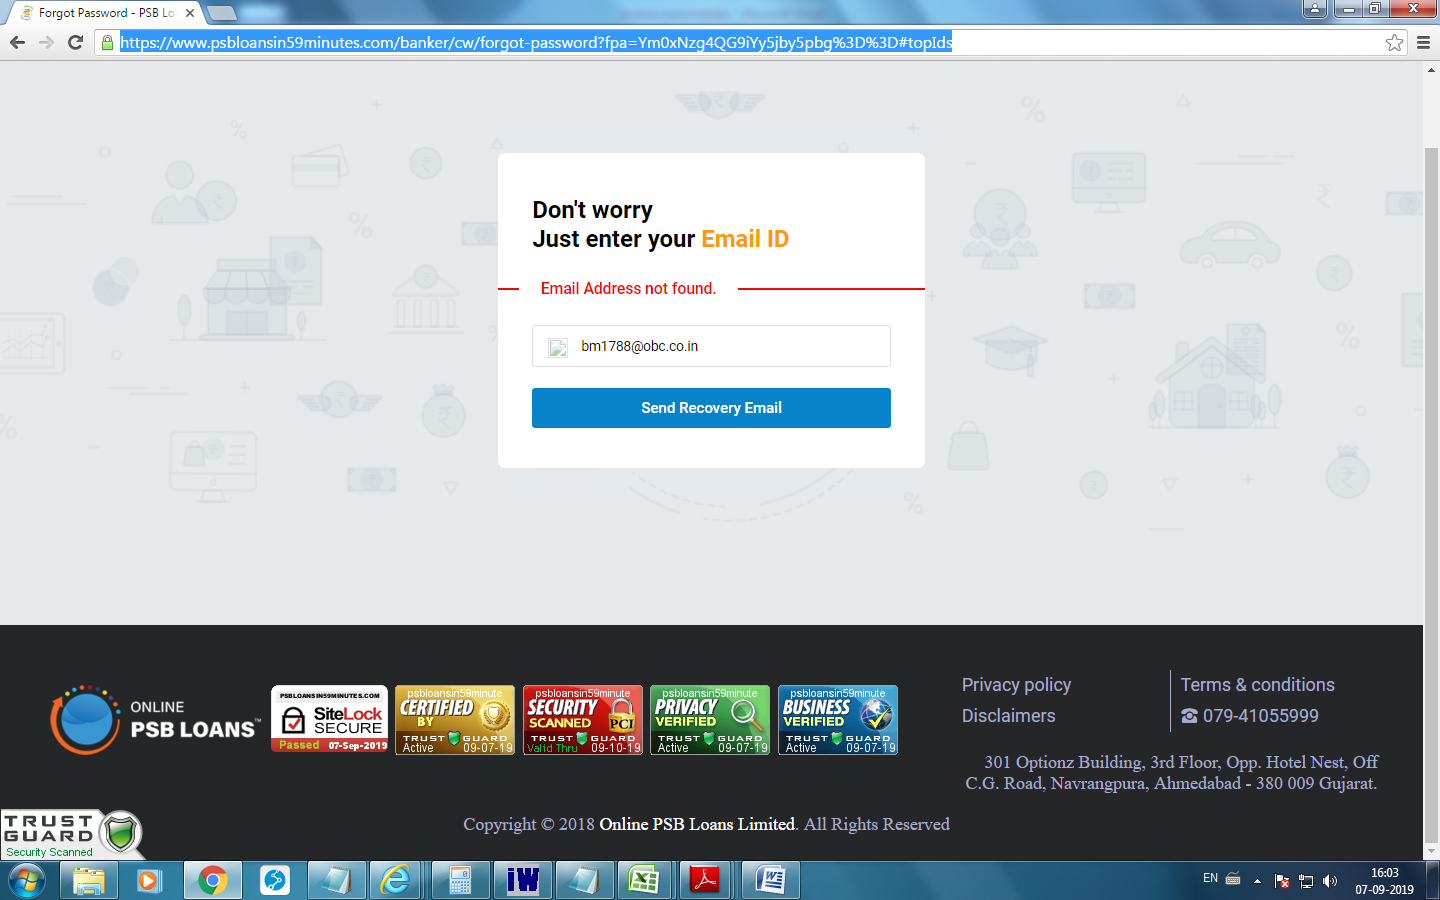 Forgot Password - PSB Lo
https://www.psbloansin59minutes.com/banker/cw/forgot-password?fpa=Ym0xNzg4QG9iYy5jby5pbg%3D%3D#topIds
Don't worry
Just enter your Email ID
Email Address not found.
bm1788@obc.co.in
Send Recovery Email
ONLINE
PSB LOANS™
PSBLOANSIN59MINUTES.COM
SiteLock
SECURE
Passed 07-Sep-2019
psbloansin59minute
CERTIFIED
BY
TRUST GUARD
Active 09-07-19
psbloansin59minute
SECURITY
SCANNED PCI
TRUST GUARD
Valid Thru 09-10-19
psbloansin59minute
PRIVACY
VERIFIED
TRUST GUARD
Active 09-07-19
psbloansin59minute
BUSINESS
VERIFIED
TRUST GUARD
Active 09-07-19
Privacy policy
Terms & conditions
Disclaimers
079-41055999
301 Optionz Building, 3rd Floor, Opp. Hotel Nest, Off
C.G. Road, Navrangpura, Ahmedabad - 380 009 Gujarat.
Copyright © 2018 Online PSB Loans Limited. All Rights Reserved
TRUST
GUARD
Security Scanned
iW
EN
16:03
07-09-2019